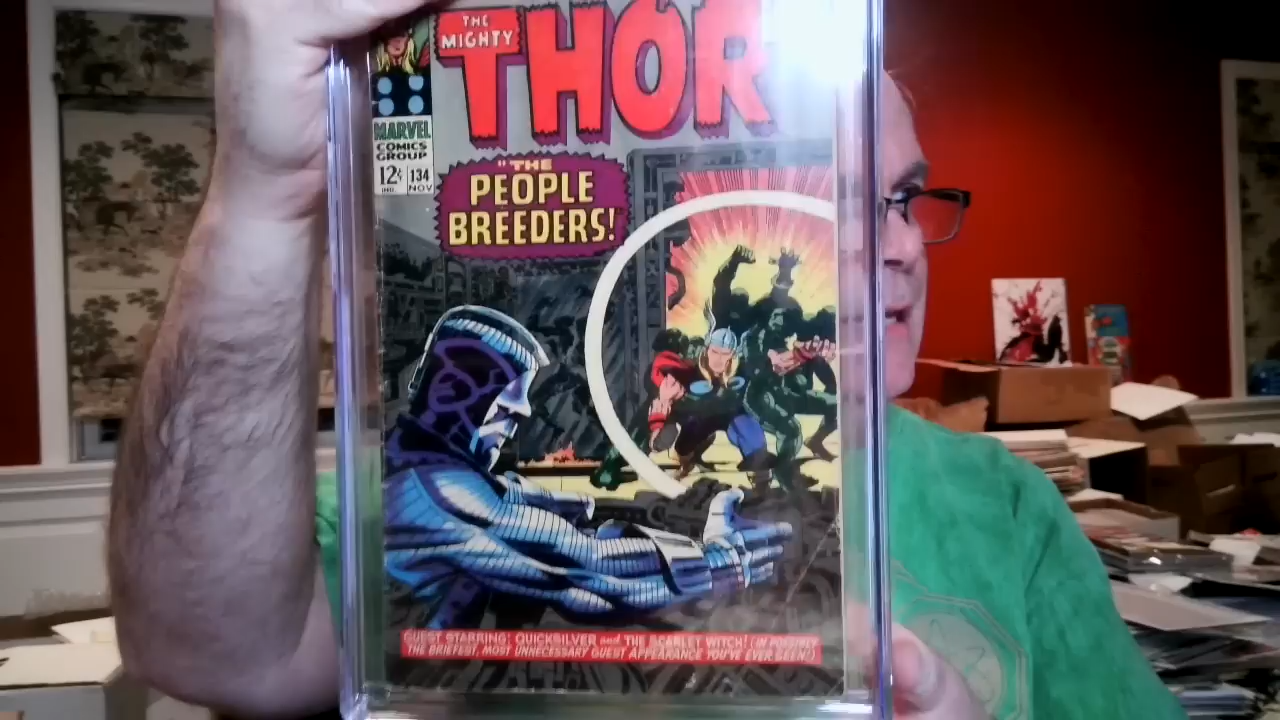 THE
MIGHTY
THOR
MARVEL
COMICS
GROUP
12¢
IND.
134
NOV
"THE
PEOPLE
BREEDERS!"
GUEST STARRING: QUICKSILVER and THE SCARLET WITCH! (IN POSSIBLY
THE BRIEFEST, MOST UNNECESSARY GUEST APPEARANCE YOU'VE EVER SEEN!)